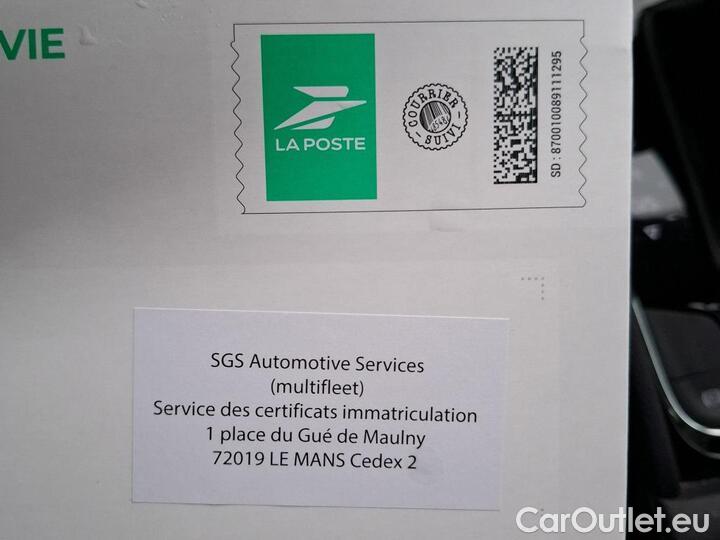 VIE
LA POSTE
COURRIER
SUIVI
SD : 870010089111295
SGS Automotive Services
(multifleet)
Service des certificats immatriculation
1 place du Gué de Maulny
72019 LE MANS Cedex 2
CarOutlet.eu